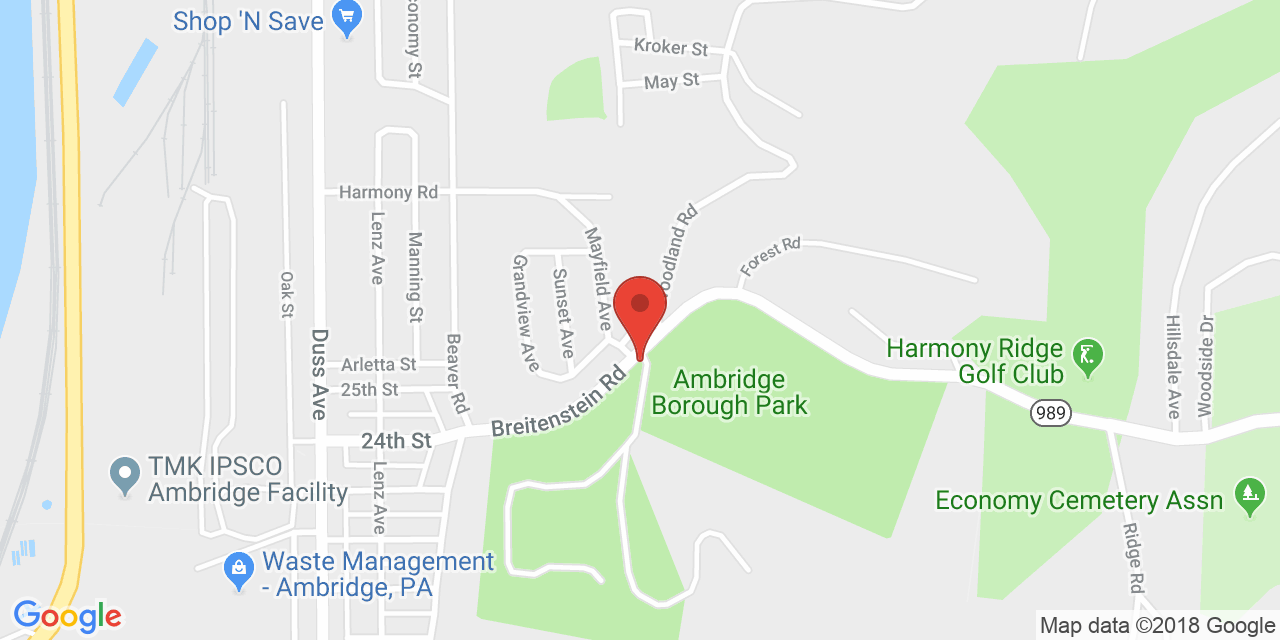 Shop 'N Save
Economy St
Kroker St
May St
Harmony Rd
Lenz Ave
Manning St
Mayfield Ave
Woodland Rd
Forest Rd
Grandview Ave
Sunset Ave
Oak St
Duss Ave
Beaver Rd
Arletta St
25th St
24th St
Breitenstein Rd
Ambridge
Borough Park
Harmony Ridge
Golf Club
989
Hillsdale Ave
Woodside Dr
TMK IPSCO
Ambridge Facility
Lenz Ave
Economy Cemetery Assn
Ridge Rd
Waste Management
- Ambridge, PA
Google
Map data ©2018 Google